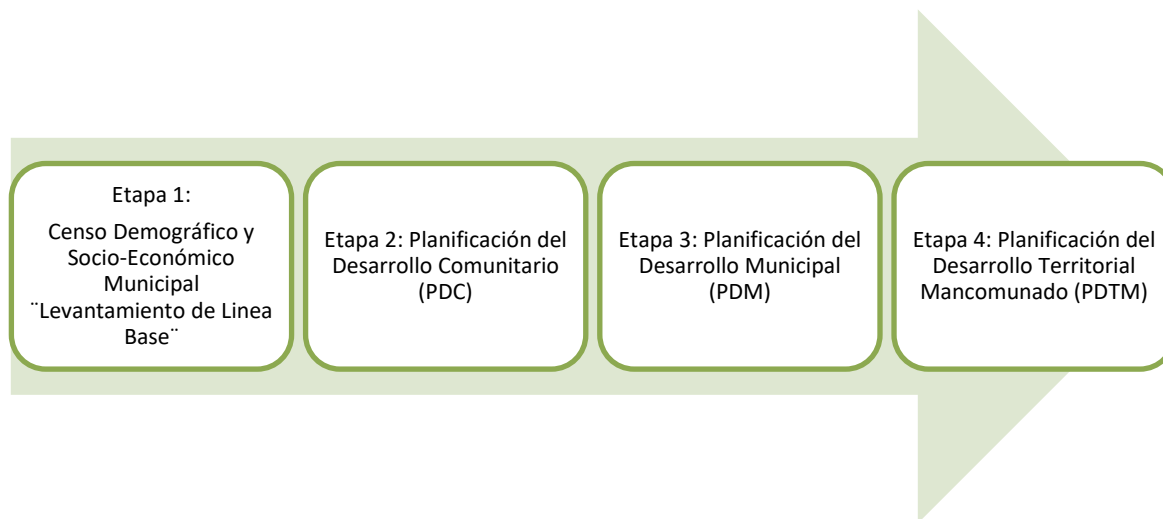 Etapa 1:
Censo Demográfico y
Socio-Económico
Municipal
¨Levantamiento de Linea
Base¨
Etapa 2: Planificación del
Desarrollo Comunitario
(PDC)
Etapa 3: Planificación del
Desarrollo Municipal
(PDM)
Etapa 4: Planificación del
Desarrollo Territorial
Mancomunado (PDTM)